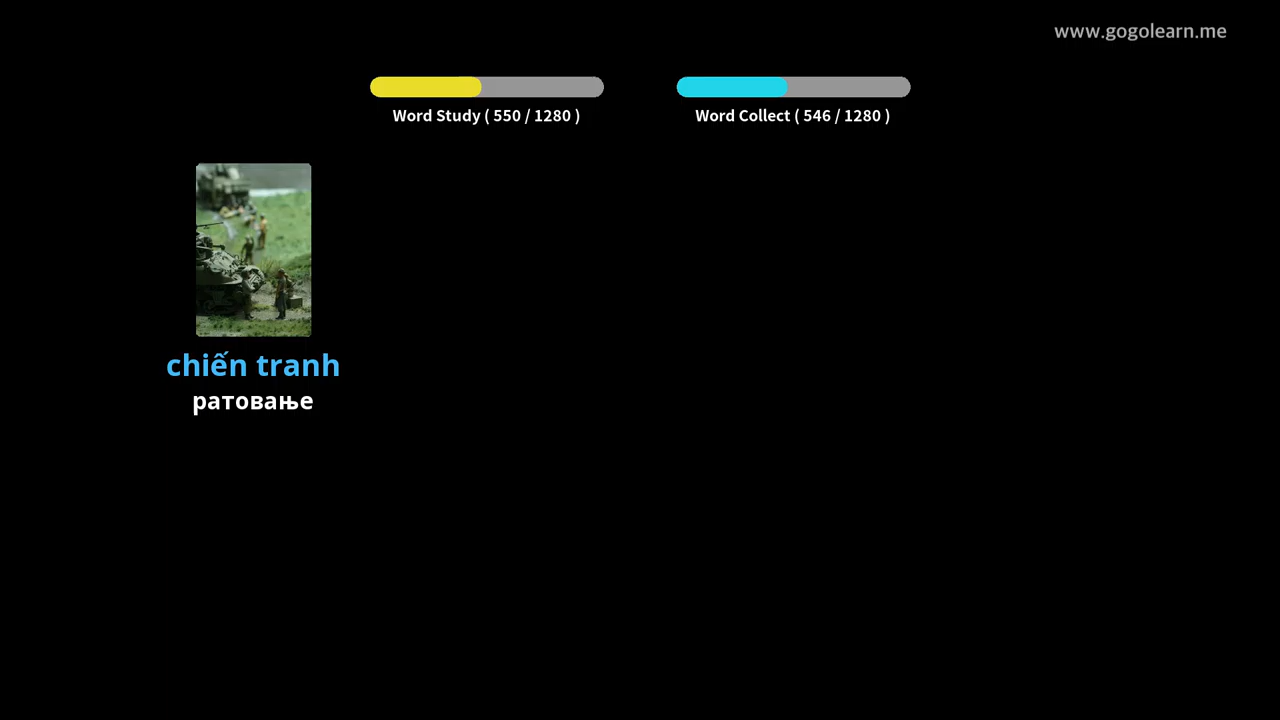 www.gogolearn.me
Word Study ( 550 / 1280 )
Word Collect ( 546 / 1280 )
chiến tranh
ратовање